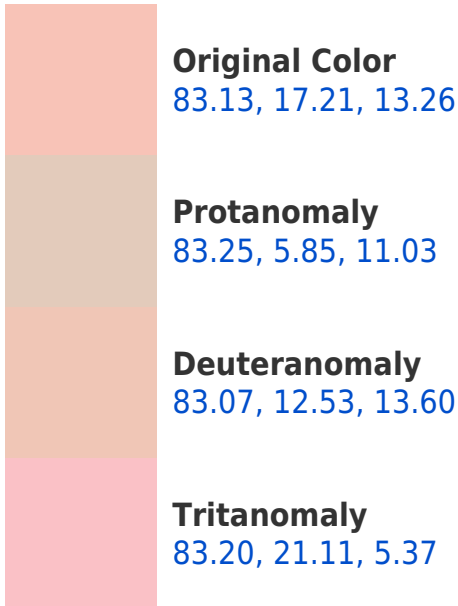 Original Color
83.13, 17.21, 13.26
Protanomaly
83.25, 5.85, 11.03
Deuteranomaly
83.07, 12.53, 13.60
Tritanomaly
83.20, 21.11, 5.37